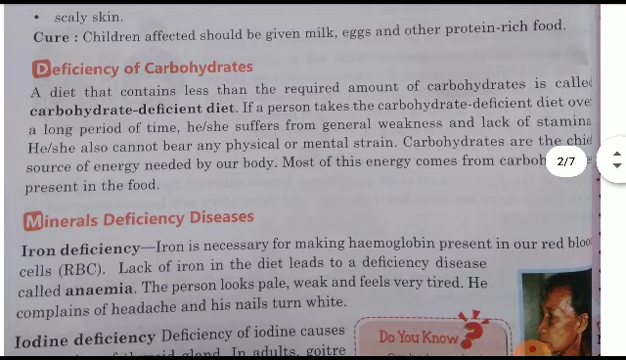 • scaly skin.
Cure : Children affected should be given milk, eggs and other protein-rich food.
Deficiency of Carbohydrates
A diet that contains less than the required amount of carbohydrates is
carbohydrate-deficient diet. If a person takes the carbohydrate-deficient diet
a long period of time, he/she suffers from general weakness and lack of
He/she also cannot bear any physical or mental strain. Carbohydrates are the
source of energy needed by our body. Most of this energy comes from
2/7
present in the food.
Minerals Deficiency Diseases
Iron deficiency—Iron is necessary for making haemoglobin present in our red
cells (RBC). Lack of iron in the diet leads to a deficiency disease
called anaemia. The person looks pale, weak and feels very tired. He
complains of headache and his nails turn white.
Iodine deficiency Deficiency of iodine causes
gland. In adults, goitre
Do You Know ?